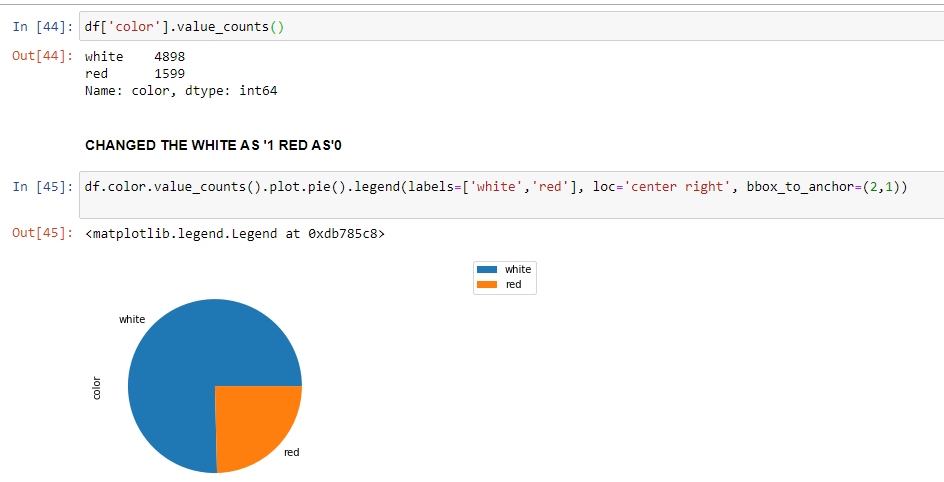 In [44]: df['color'].value_counts()
Out[44]: white    4898
red      1599
Name: color, dtype: int64
CHANGED THE WHITE AS '1 RED AS'0
In [45]: df.color.value_counts().plot.pie().legend(labels=['white','red'], loc='center right', bbox_to_anchor=(2,1))
Out[45]: <matplotlib.legend.Legend at 0xdb785c8>
white
red
white
color
red